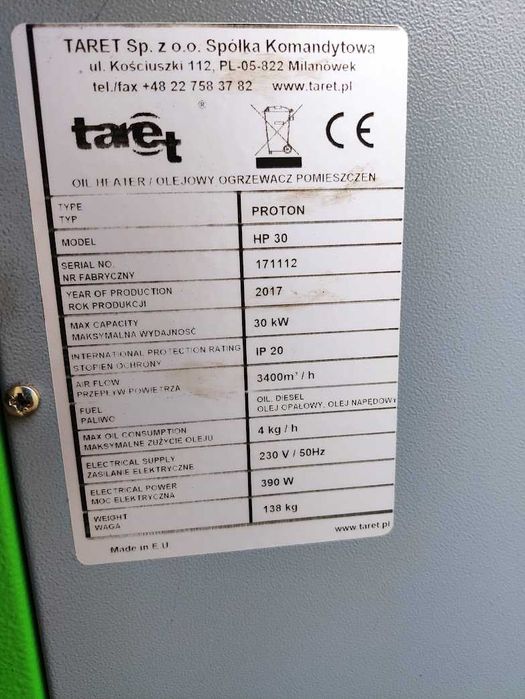 TARET Sp. z o.o. Spółka Komandytowa
ul. Kościuszki 112, PL-05-822 Milanówek
tel./fax +48 22 758 37 82 www.taret.pl
taret ®
CE
OIL HEATER / OLEJOWY OGRZEWACZ POMIESZCZEŃ
TYPE
TYP
PROTON
MODEL
HP 30
SERIAL NO.
NR FABRYCZNY
171112
YEAR OF PRODUCTION
ROK PRODUKCJI
2017
MAX CAPACITY
MAKSYMALNA WYDAJNOŚĆ
30 kW
INTERNATIONAL PROTECTION RATING
STOPIEŃ OCHRONY
IP 20
AIR FLOW
PRZEPŁYW POWIETRZA
3400m³ / h
FUEL
PALIWO
OIL, DIESEL
OLEJ OPAŁOWY, OLEJ NAPĘDOWY
MAX OIL CONSUMPTION
MAKSYMALNE ZUŻYCIE OLEJU
4 kg / h
ELECTRICAL SUPPLY
ZASILANIE ELEKTRYCZNE
230 V / 50Hz
ELECTRICAL POWER
MOC ELEKTRYCZNA
390 W
WEIGHT
WAGA
138 kg
Made in E.U.
www.taret.pl